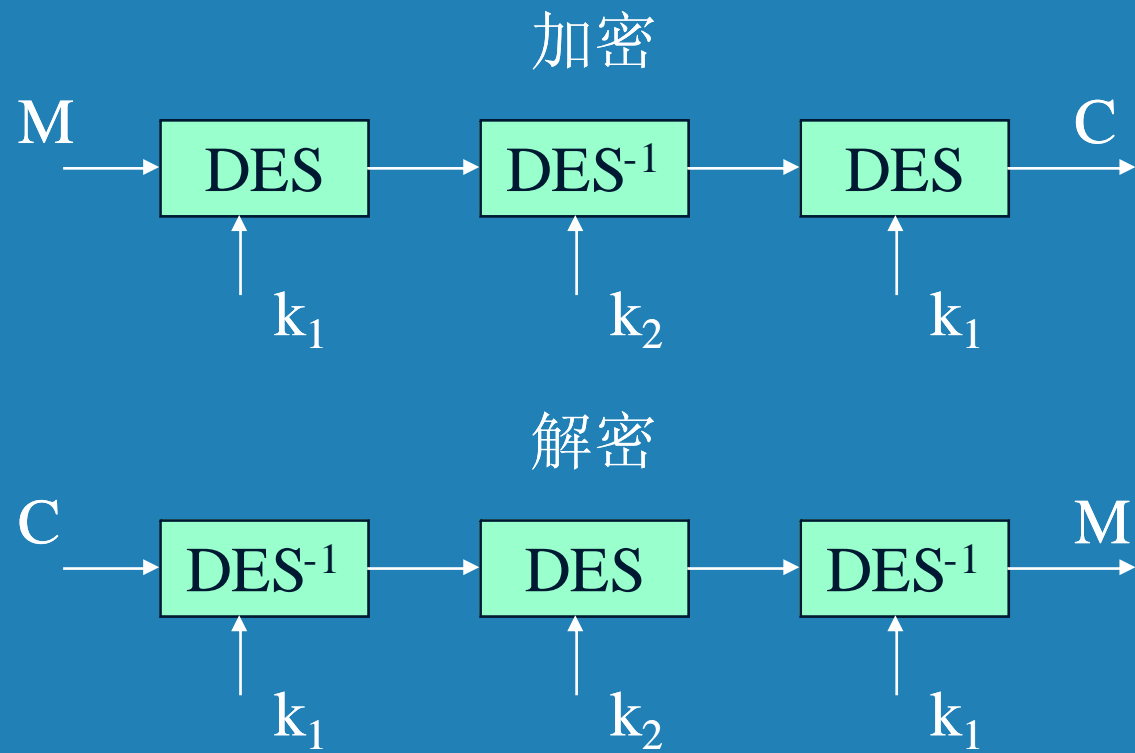 加密
M C
DES DES⁻¹ DES
k₁ k₂ k₁
解密
C M
DES⁻¹ DES DES⁻¹
k₁ k₂ k₁